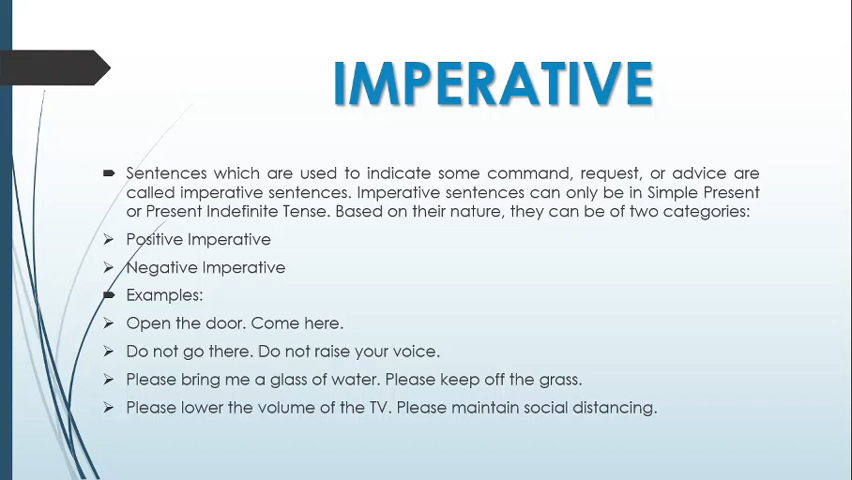 IMPERATIVE
Sentences which are used to indicate some command, request, or advice are
called imperative sentences. Imperative sentences can only be in Simple Present
or Present Indefinite Tense. Based on their nature, they can be of two categories:
Positive Imperative
Negative Imperative
Examples:
Open the door. Come here.
Do not go there. Do not raise your voice.
Please bring me a glass of water. Please keep off the grass.
Please lower the volume of the TV. Please maintain social distancing.